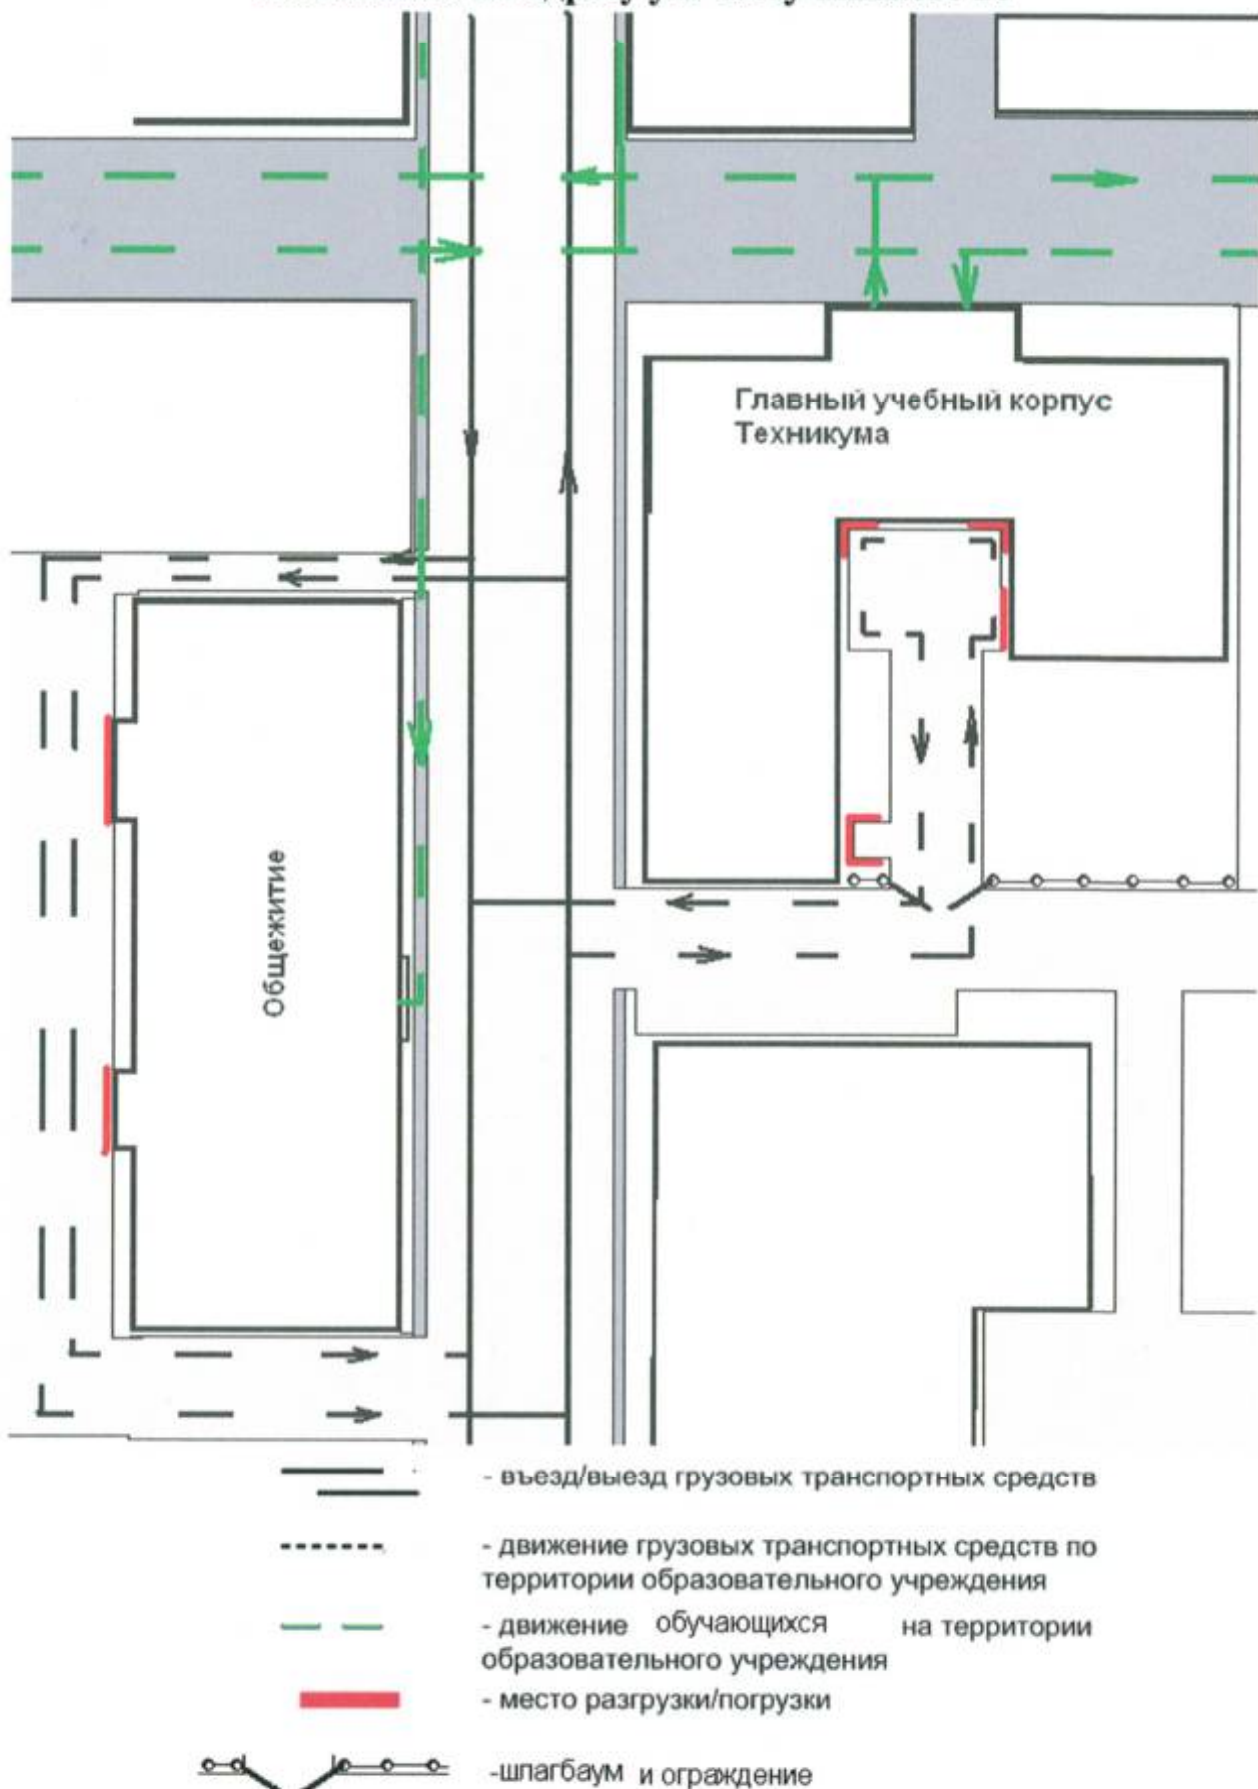 Главный учебный корпус
Техникума
Общежитие
- въезд/выезд грузовых транспортных средств
- движение грузовых транспортных средств по
территории образовательного учреждения
- движение обучающихся на территории
образовательного учреждения
- место разгрузки/погрузки
-шлагбаум и ограждение